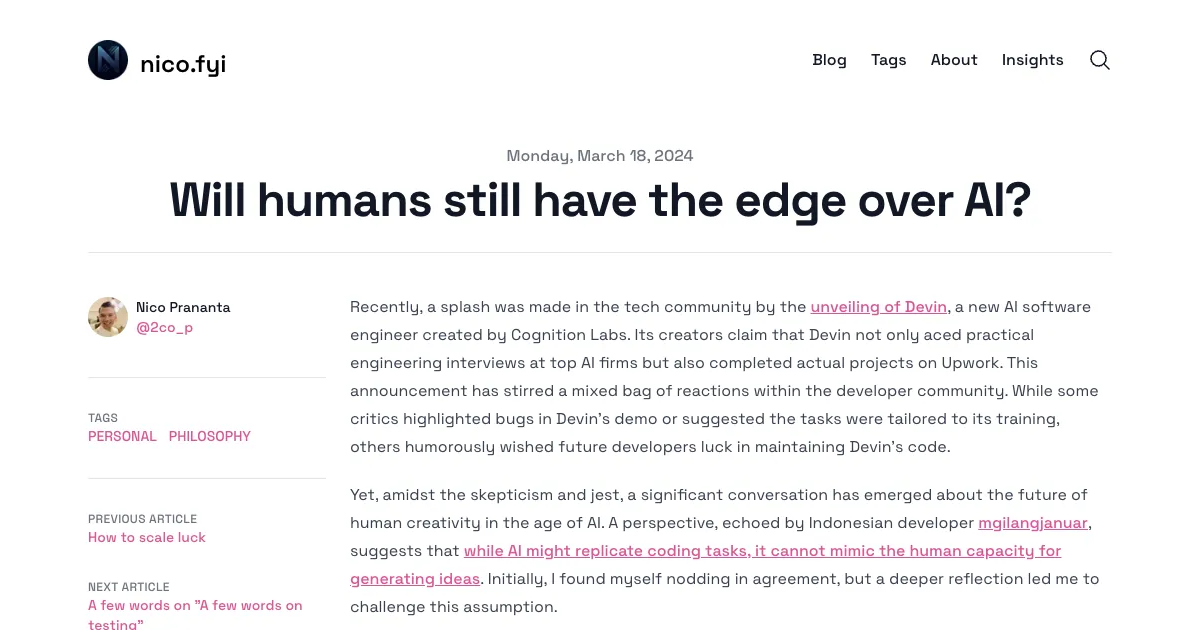 nico.fyi
Blog Tags About Insights
Monday, March 18, 2024
Will humans still have the edge over AI?
Nico Prananta
@2co_p
TAGS
PERSONAL PHILOSOPHY
PREVIOUS ARTICLE
How to scale luck
NEXT ARTICLE
A few words on "A few words on
testing"
Recently, a splash was made in the tech community by the unveiling of Devin, a new AI software
engineer created by Cognition Labs. Its creators claim that Devin not only aced practical
engineering interviews at top AI firms but also completed actual projects on Upwork. This
announcement has stirred a mixed bag of reactions within the developer community. While some
critics highlighted bugs in Devin's demo or suggested the tasks were tailored to its training,
others humorously wished future developers luck in maintaining Devin's code.
Yet, amidst the skepticism and jest, a significant conversation has emerged about the future of
human creativity in the age of AI. A perspective, echoed by Indonesian developer mgilangjanuar,
suggests that while AI might replicate coding tasks, it cannot mimic the human capacity for
generating ideas. Initially, I found myself nodding in agreement, but a deeper reflection led me to
challenge this assumption.